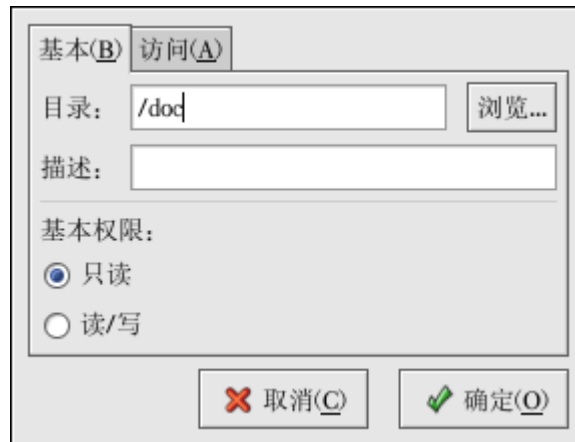 基本(B) 访问(A)
目录： /doc 浏览...
描述：
基本权限：
只读
读/写
取消(C) 确定(O)